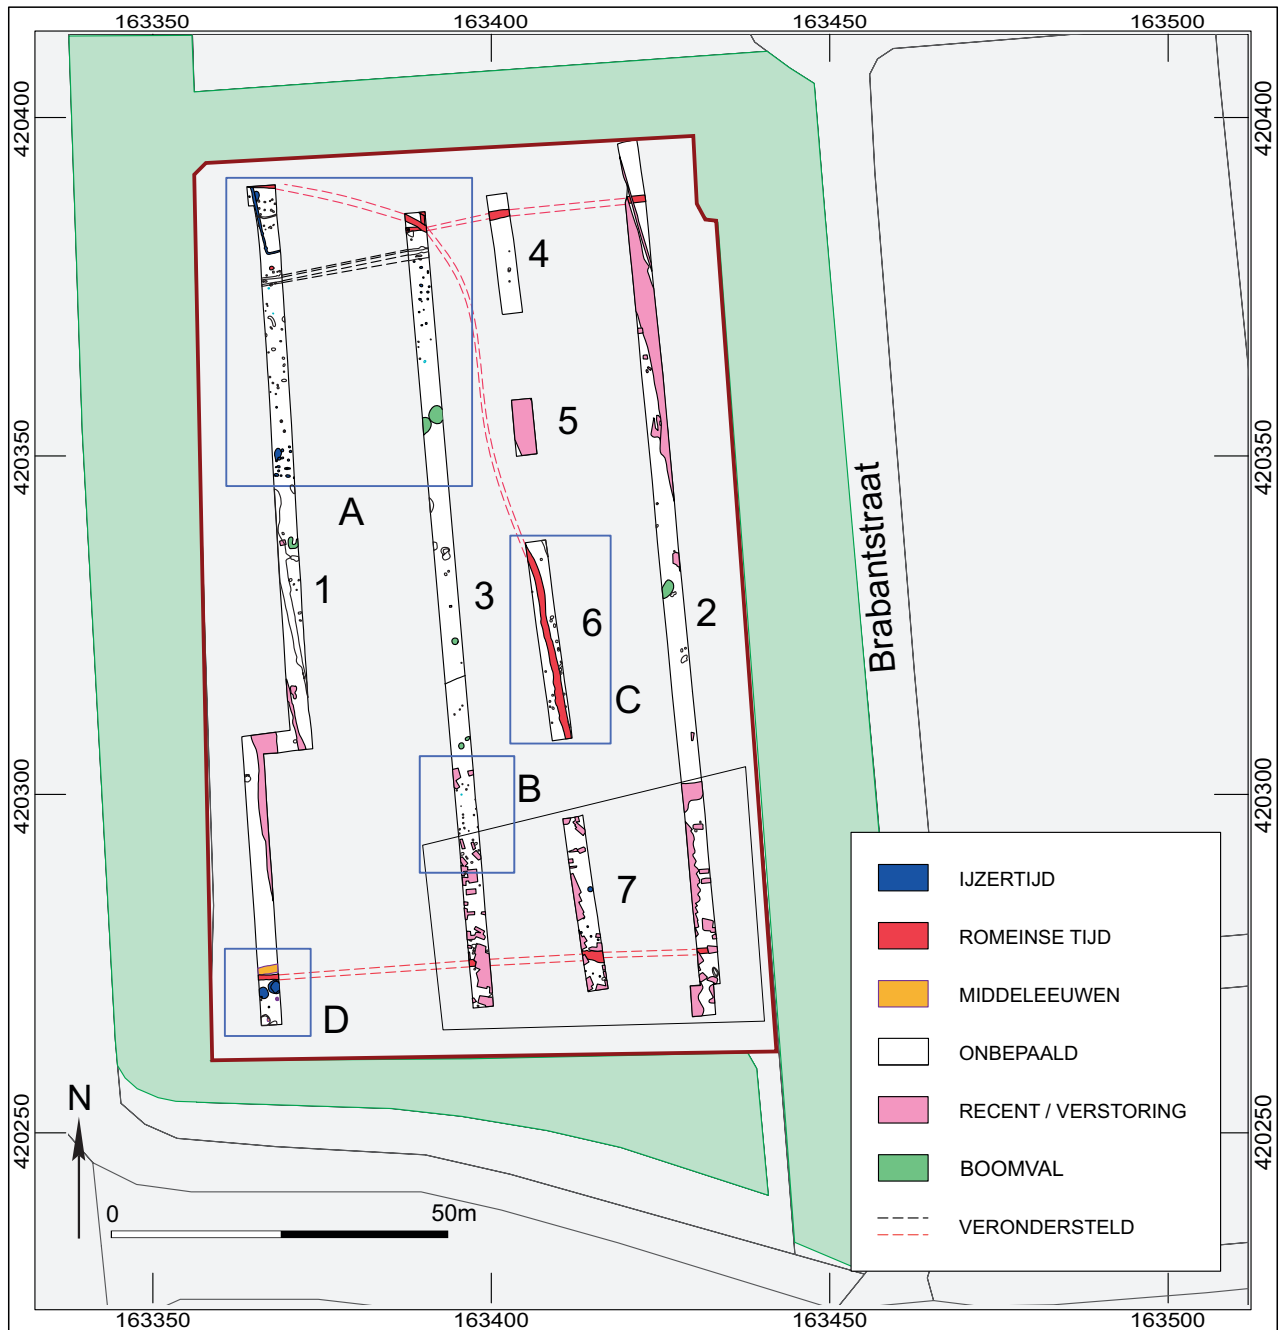 163350
163400
163450
163500
420400
420400
4
5
420350
420350
A
1
3
6
2
Brabantstraat
C
420300
420300
B
7
D
IJZERTIJD
ROMEINSE TIJD
MIDDELEEUWEN
ONBEPAALD
RECENT / VERSTORING
BOOMVAL
VERONDERSTELD
N
420250
420250
0
50m
163350
163400
163450
163500